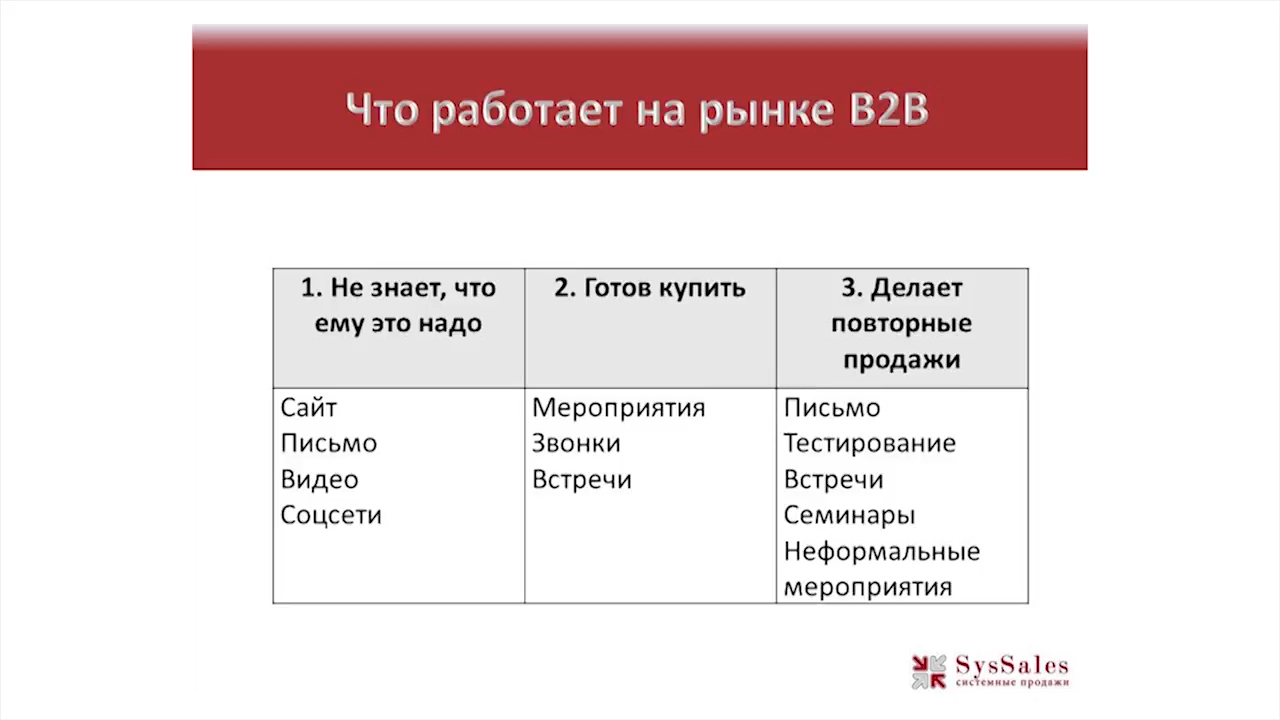 Что работает на рынке B2B
1. Не знает, что
ему это надо
2. Готов купить
3. Делает
повторные
продажи
Сайт
Письмо
Видео
Соцсети
Мероприятия
Звонки
Встречи
Письмо
Тестирование
Встречи
Семинары
Неформальные
мероприятия
SysSales
системные продажи